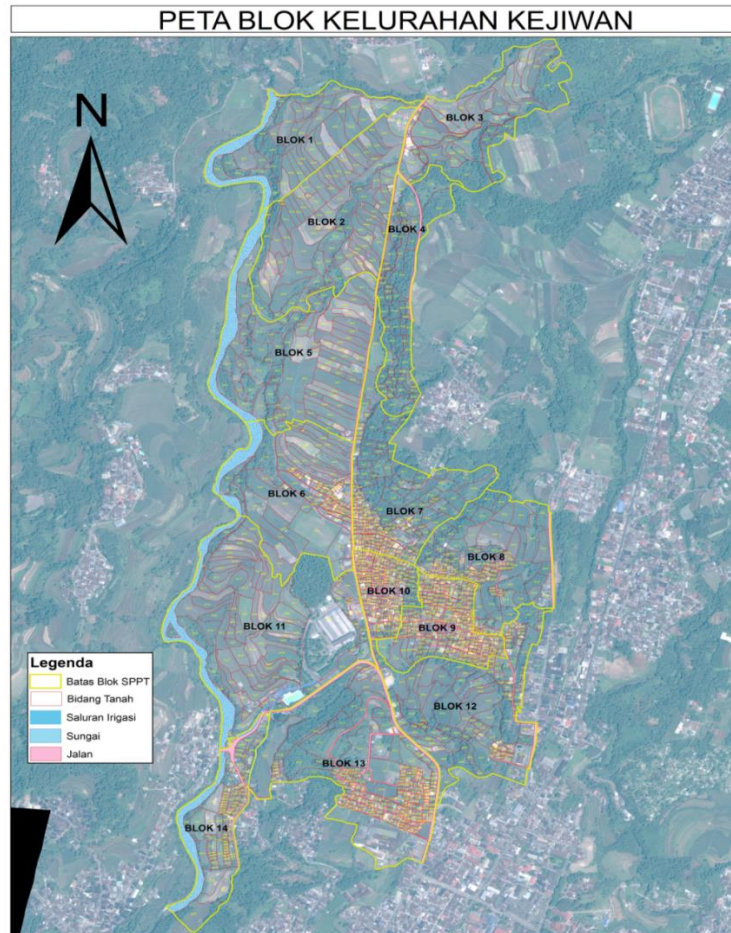 PETA BLOK KELURAHAN KEJIWAN
N
BLOK 3
BLOK 1
BLOK 2
BLOK 4
BLOK 5
BLOK 6
BLOK 7
BLOK 8
BLOK 10
BLOK 11
BLOK 9
Legenda
Batas Blok SPPT
Bidang Tanah
Saluran Irigasi
Sungai
Jalan
BLOK 12
BLOK 13
BLOK 14